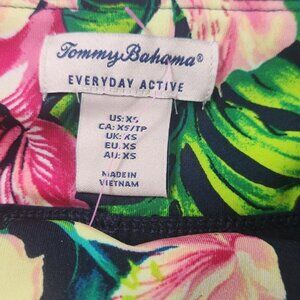 Tommy Bahama®
EVERYDAY ACTIVE
US: XS
CA: XS/TP
UK: XS
EU: XS
AU: XS
MADE IN
VIETNAM